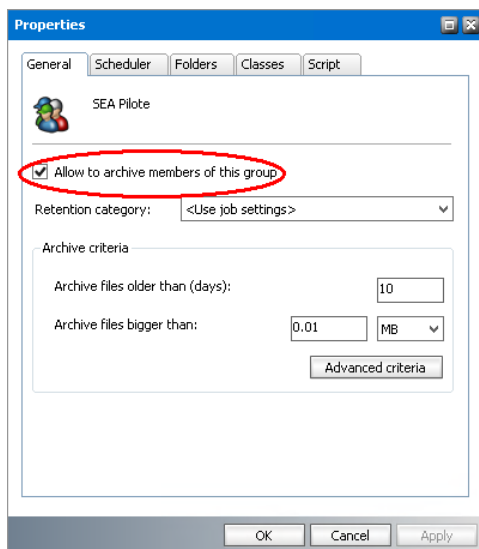 Properties
General Scheduler Folders Classes Script
SEA Pilote
Allow to archive members of this group
Retention category: <Use job settings>
Archive criteria
Archive files older than (days): 10
Archive files bigger than: 0.01 MB
Advanced criteria
OK Cancel Apply